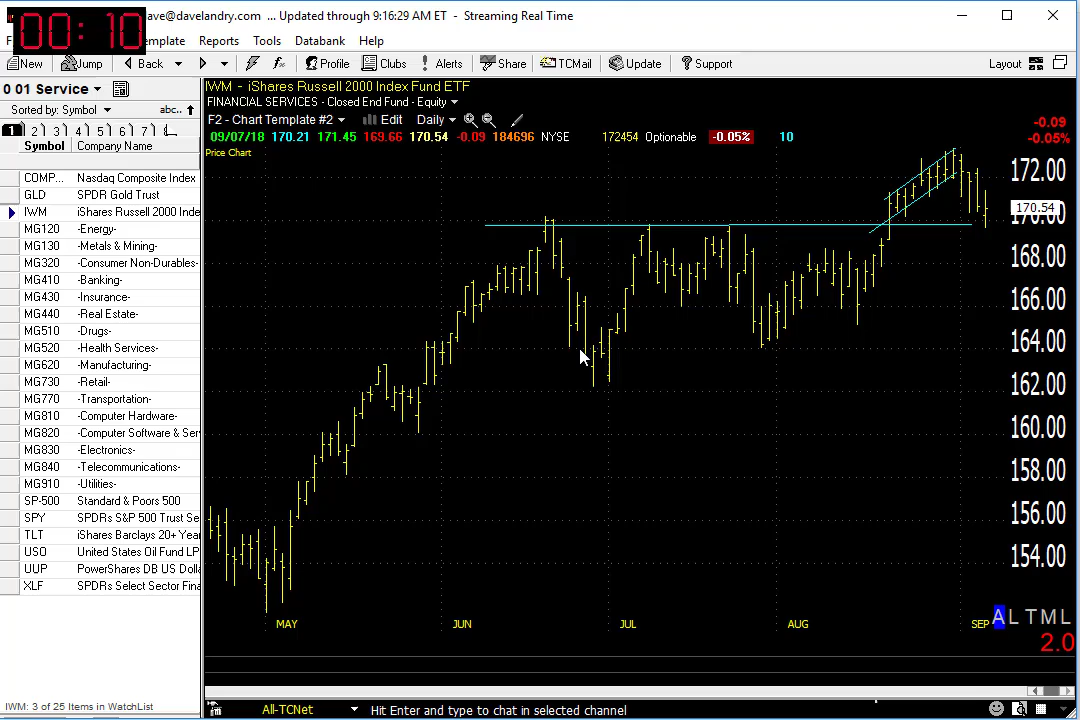 00:10
ave@davelandry.com ... Updated through 9:16:29 AM ET - Streaming Real Time
F emplate Reports Tools Databank Help
New Jump Back Profile Clubs Alerts Share TCMail Update Support Layout
0 01 Service
Sorted by: Symbol abc..
1 2 3 4 5 6 7
Symbol Company Name
COMP... Nasdaq Composite Index
GLD SPDR Gold Trust
IWM iShares Russell 2000 Inde
MG120 -Energy-
MG130 -Metals & Mining-
MG320 -Consumer Non-Durables-
MG410 -Banking-
MG430 -Insurance-
MG440 -Real Estate-
MG510 -Drugs-
MG520 -Health Services-
MG620 -Manufacturing-
MG730 -Retail-
MG770 -Transportation-
MG810 -Computer Hardware-
MG820 -Computer Software & Ser
MG830 -Electronics-
MG840 -Telecommunications-
MG910 -Utilities-
SP-500 Standard & Poors 500
SPY SPDRs S&P 500 Trust Se
TLT iShares Barclays 20+ Yea
USO United States Oil Fund LP
UUP PowerShares DB US Dolla
XLF SPDRs Select Sector Fina
IWM: 3 of 25 Items in WatchList
IWM - iShares Russell 2000 Index Fund ETF
FINANCIAL SERVICES - Closed End Fund - Equity
F2 - Chart Template #2 Edit Daily
09/07/18 170.21 171.45 169.66 170.54 -0.09 184696 NYSE 172454 Optionable -0.05% 10
Price Chart
-0.09
-0.05%
172.00
170.54
170.00
168.00
166.00
164.00
162.00
160.00
158.00
156.00
154.00
MAY JUN JUL AUG SEP
A L T M L
2.0
All-TCNet Hit Enter and type to chat in selected channel